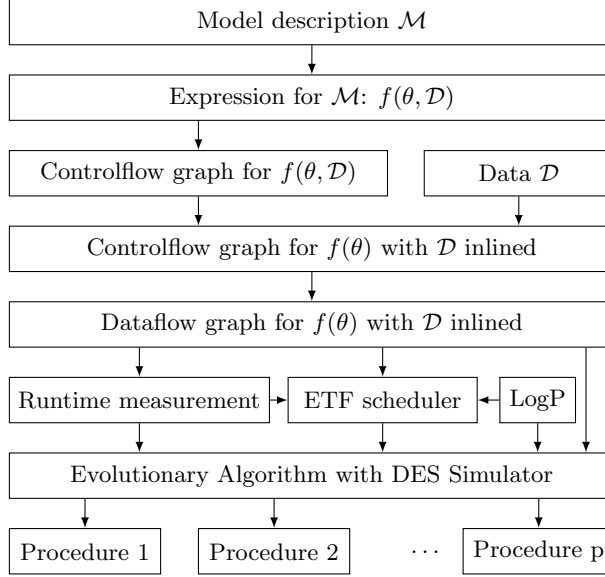 Model description ℳ
Expression for ℳ: f(θ, 𝒟)
Controlflow graph for f(θ, 𝒟)
Data 𝒟
Controlflow graph for f(θ) with 𝒟 inlined
Dataflow graph for f(θ) with 𝒟 inlined
Runtime measurement
ETF scheduler
LogP
Evolutionary Algorithm with DES Simulator
Procedure 1
Procedure 2
⋯
Procedure p